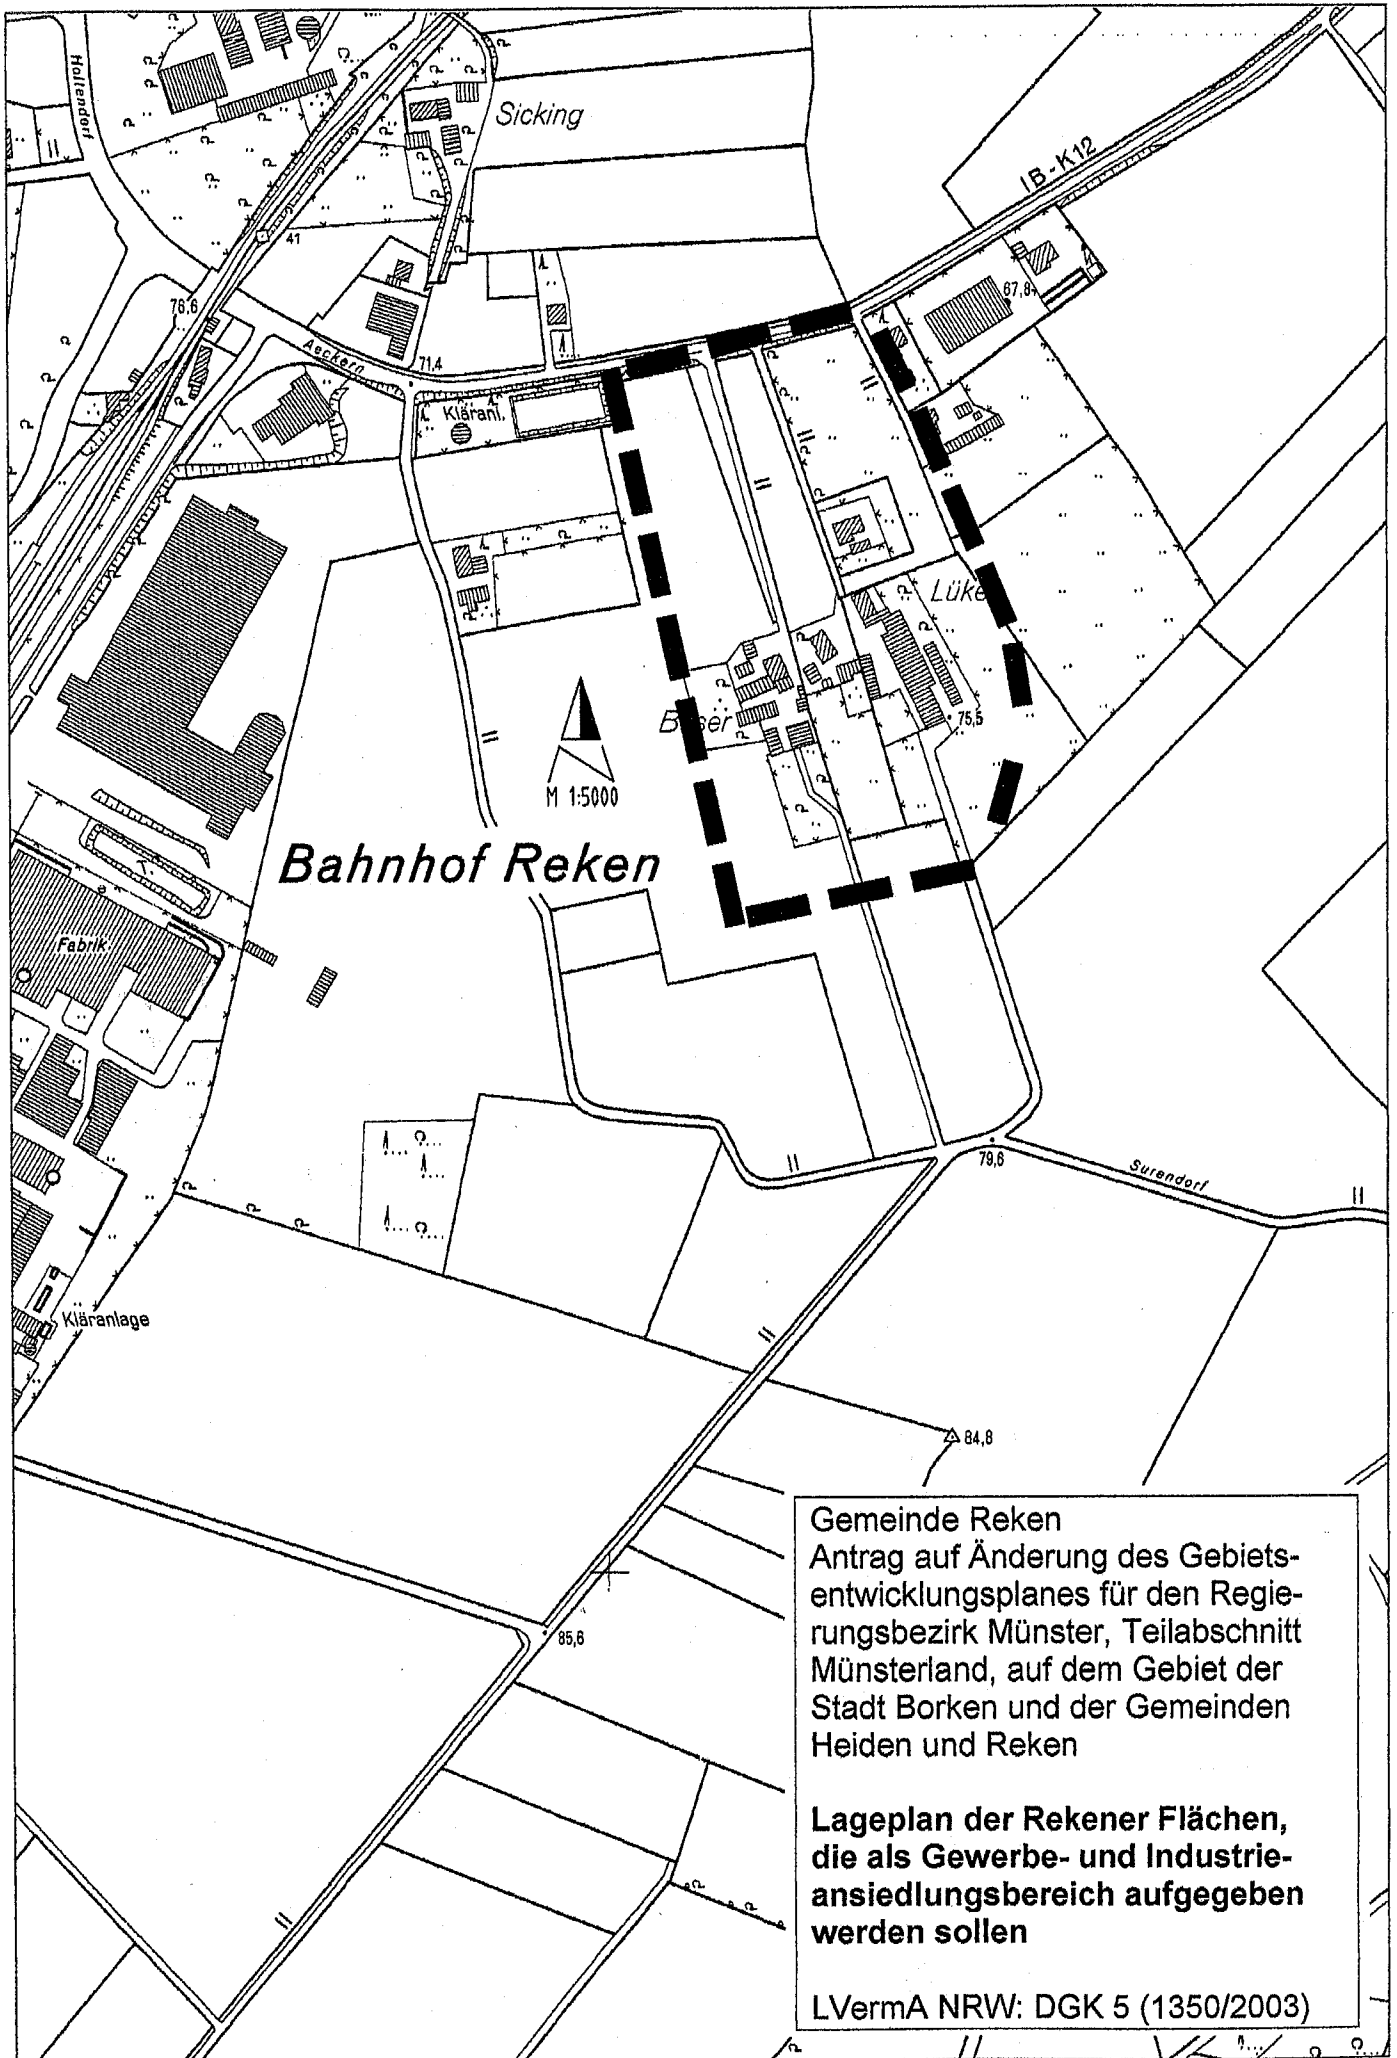 Holtendorf
Sicking
IB-K12
41
76,6
67,8
Aeckern
71,4
Kläranl.
Lüke
75,5
M 1:5000
Bahnhof Reken
Fabrik
79,6
Surendorf
Kläranlage
84,8
85,6
Gemeinde Reken
Antrag auf Änderung des Gebiets-
entwicklungsplanes für den Regie-
rungsbezirk Münster, Teilabschnitt
Münsterland, auf dem Gebiet der
Stadt Borken und der Gemeinden
Heiden und Reken
Lageplan der Rekener Flächen,
die als Gewerbe- und Industrie-
ansiedlungsbereich aufgegeben
werden sollen
LVermA NRW: DGK 5 (1350/2003)